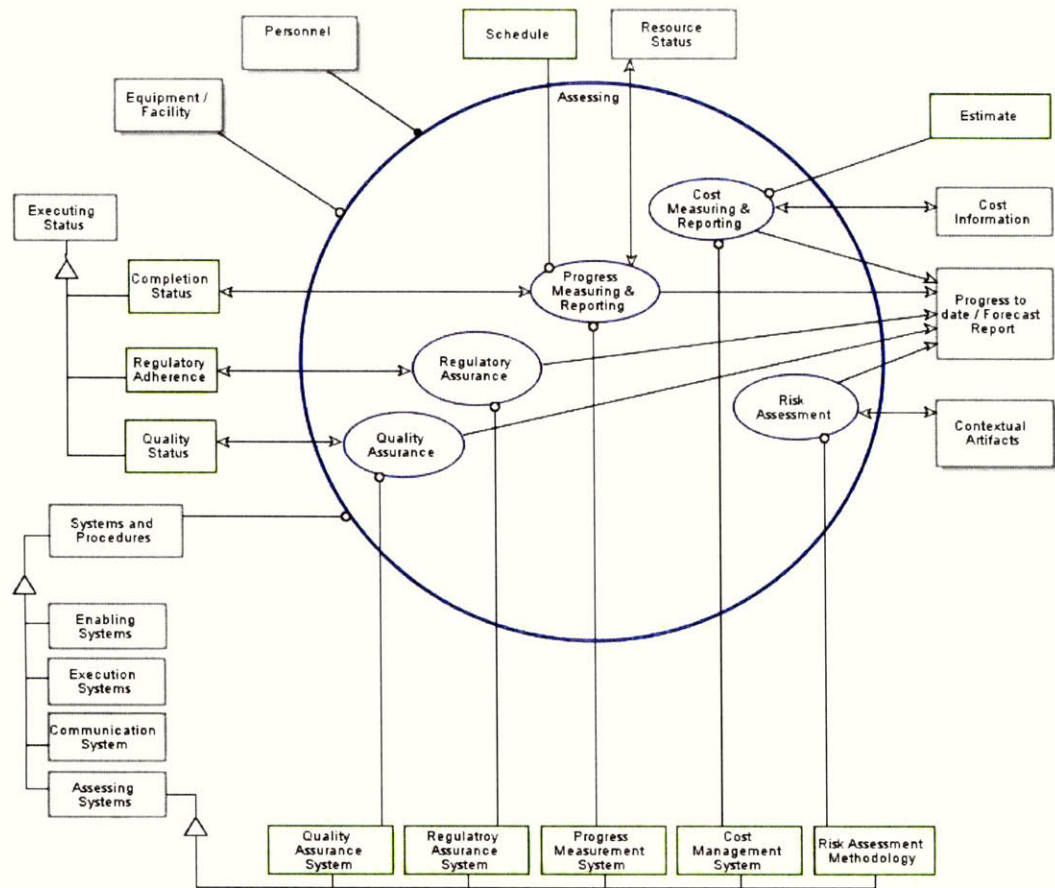 Personnel
Schedule
Resource
Status
Equipment /
Facility
Assessing
Estimate
Executing
Status
Cost
Measuring &
Reporting
Cost
Information
Completion
Status
Progress
Measuring &
Reporting
Progress to
date / Forecast
Report
Regulatory
Adherence
Regulatory
Assurance
Risk
Assessment
Contextual
Artifacts
Quality
Status
Quality
Assurance
Systems and
Procedures
Enabling
Systems
Execution
Systems
Communication
System
Assessing
Systems
Quality
Assurance
System
Regulatroy
Assurance
System
Progress
Measurement
System
Cost
Management
System
Risk Assessment
Methodology